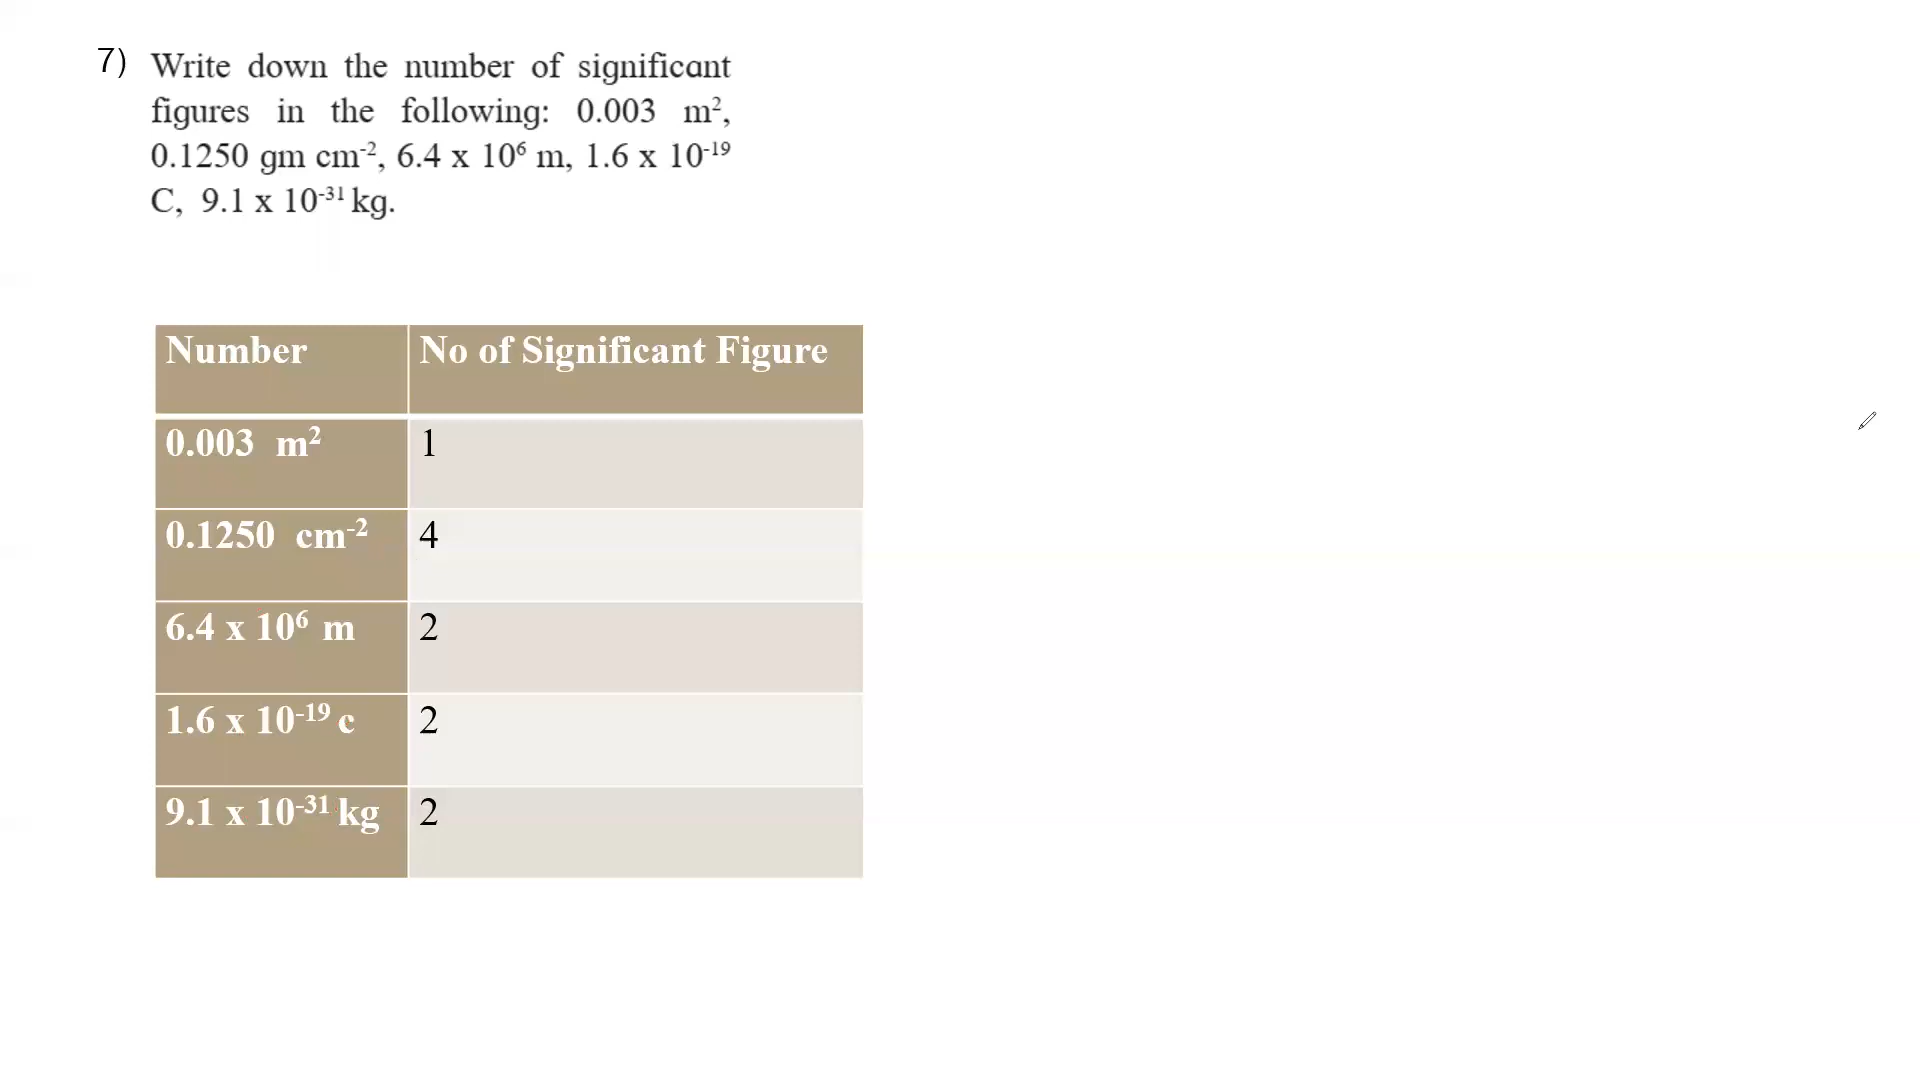 7) Write down the number of significant
figures in the following: 0.003 m²,
0.1250 gm cm⁻², 6.4 x 10⁶ m, 1.6 x 10⁻¹⁹
C, 9.1 x 10⁻³¹ kg.
Number No of Significant Figure
0.003 m² 1
0.1250 cm⁻² 4
6.4 x 10⁶ m 2
1.6 x 10⁻¹⁹ c 2
9.1 x 10⁻³¹ kg 2